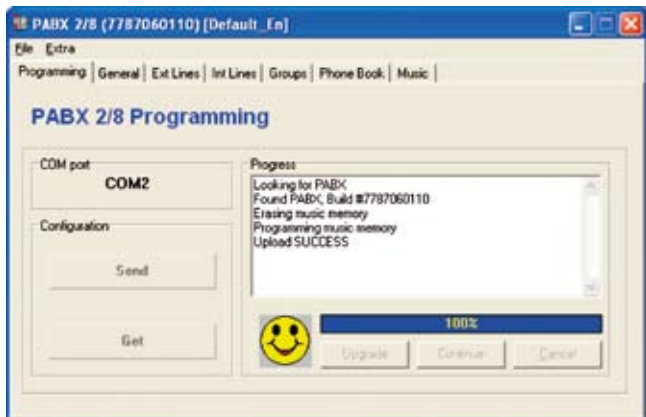 PABX 2/8 (7787060110) [Default_En]
File Extra
Programming General Ext Lines Int Lines Groups Phone Book Music
PABX 2/8 Programming
COM port
COM2
Configuration
Send
Get
Progress
Looking for PABX
Found PABX, Build #7787060110
Erasing music memory
Programming music memory
Upload SUCCESS
100%
Upgrade Continue Cancel